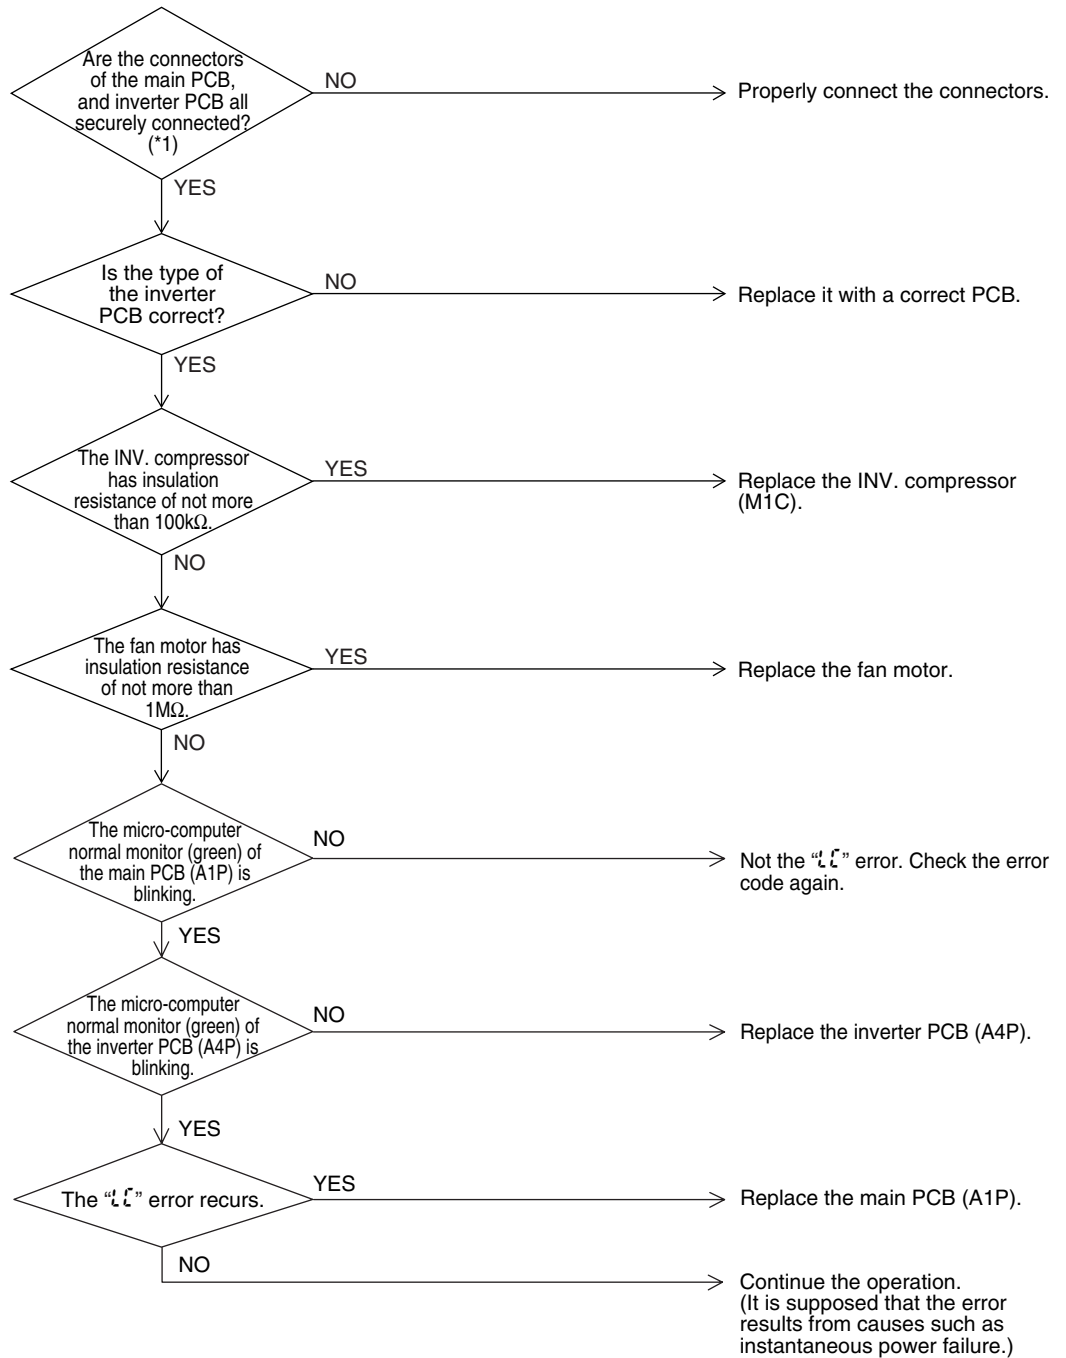 Are the connectors
of the main PCB,
and inverter PCB all
securely connected?
(*1)
NO
Properly connect the connectors.
YES
Is the type of
the inverter
PCB correct?
NO
Replace it with a correct PCB.
YES
The INV. compressor
has insulation
resistance of not more
than 100kΩ.
YES
Replace the INV. compressor
(M1C).
NO
The fan motor has
insulation resistance
of not more than
1MΩ.
YES
Replace the fan motor.
NO
The micro-computer
normal monitor (green) of
the main PCB (A1P) is
blinking.
NO
Not the “LC” error. Check the error
code again.
YES
The micro-computer
normal monitor (green) of
the inverter PCB (A4P) is
blinking.
NO
Replace the inverter PCB (A4P).
YES
The “LC” error recurs.
YES
Replace the main PCB (A1P).
NO
Continue the operation.
(It is supposed that the error
results from causes such as
instantaneous power failure.)